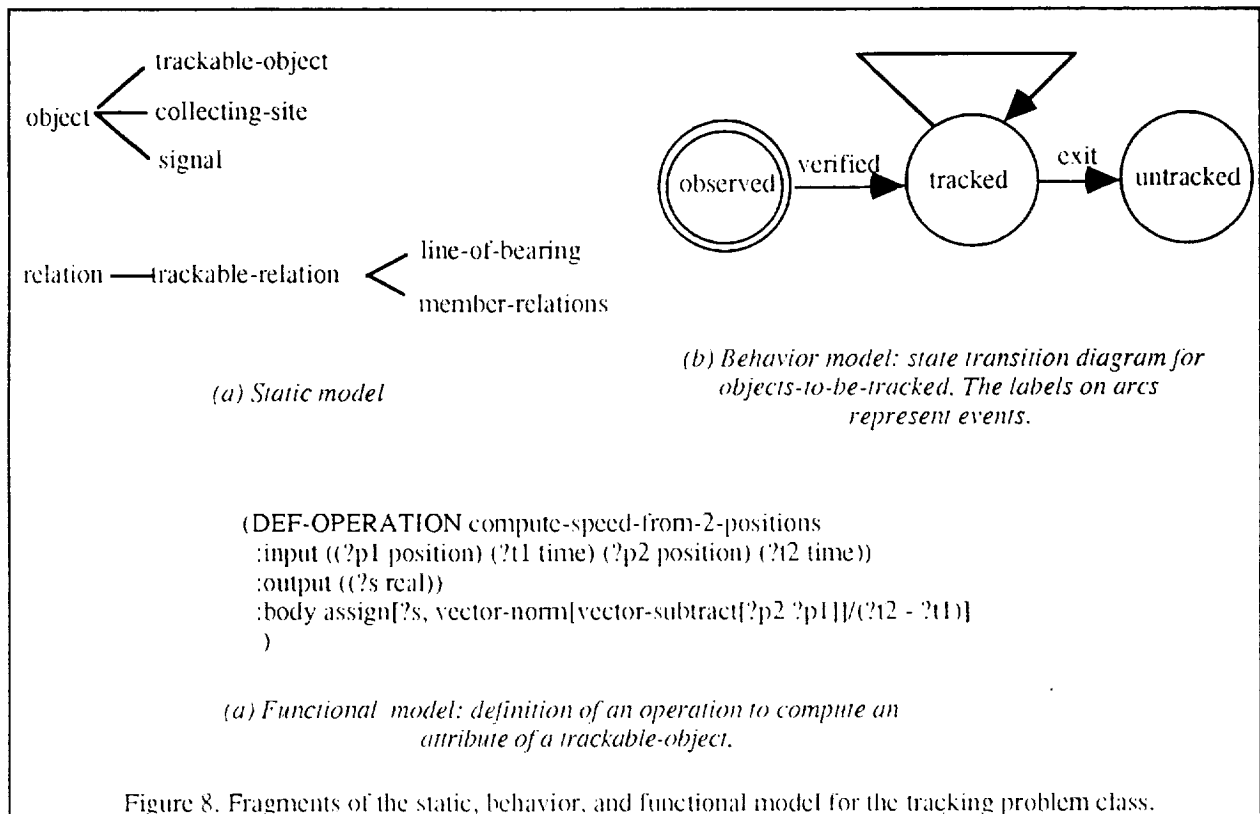 trackable-object
object
collecting-site
signal
relation
trackable-relation
line-of-bearing
member-relations
(a) Static model
observed
verified
tracked
exit
untracked
(b) Behavior model: state transition diagram for
objects-to-be-tracked. The labels on arcs
represent events.
(DEF-OPERATION compute-speed-from-2-positions
:input ((?p1 position) (?t1 time) (?p2 position) (?t2 time))
:output ((?s real))
:body assign[?s, vector-norm[vector-subtract[?p2 ?p1]]/(?t2 - ?t1)]
)
(a) Functional model: definition of an operation to compute an
attribute of a trackable-object.
Figure 8. Fragments of the static, behavior, and functional model for the tracking problem class.